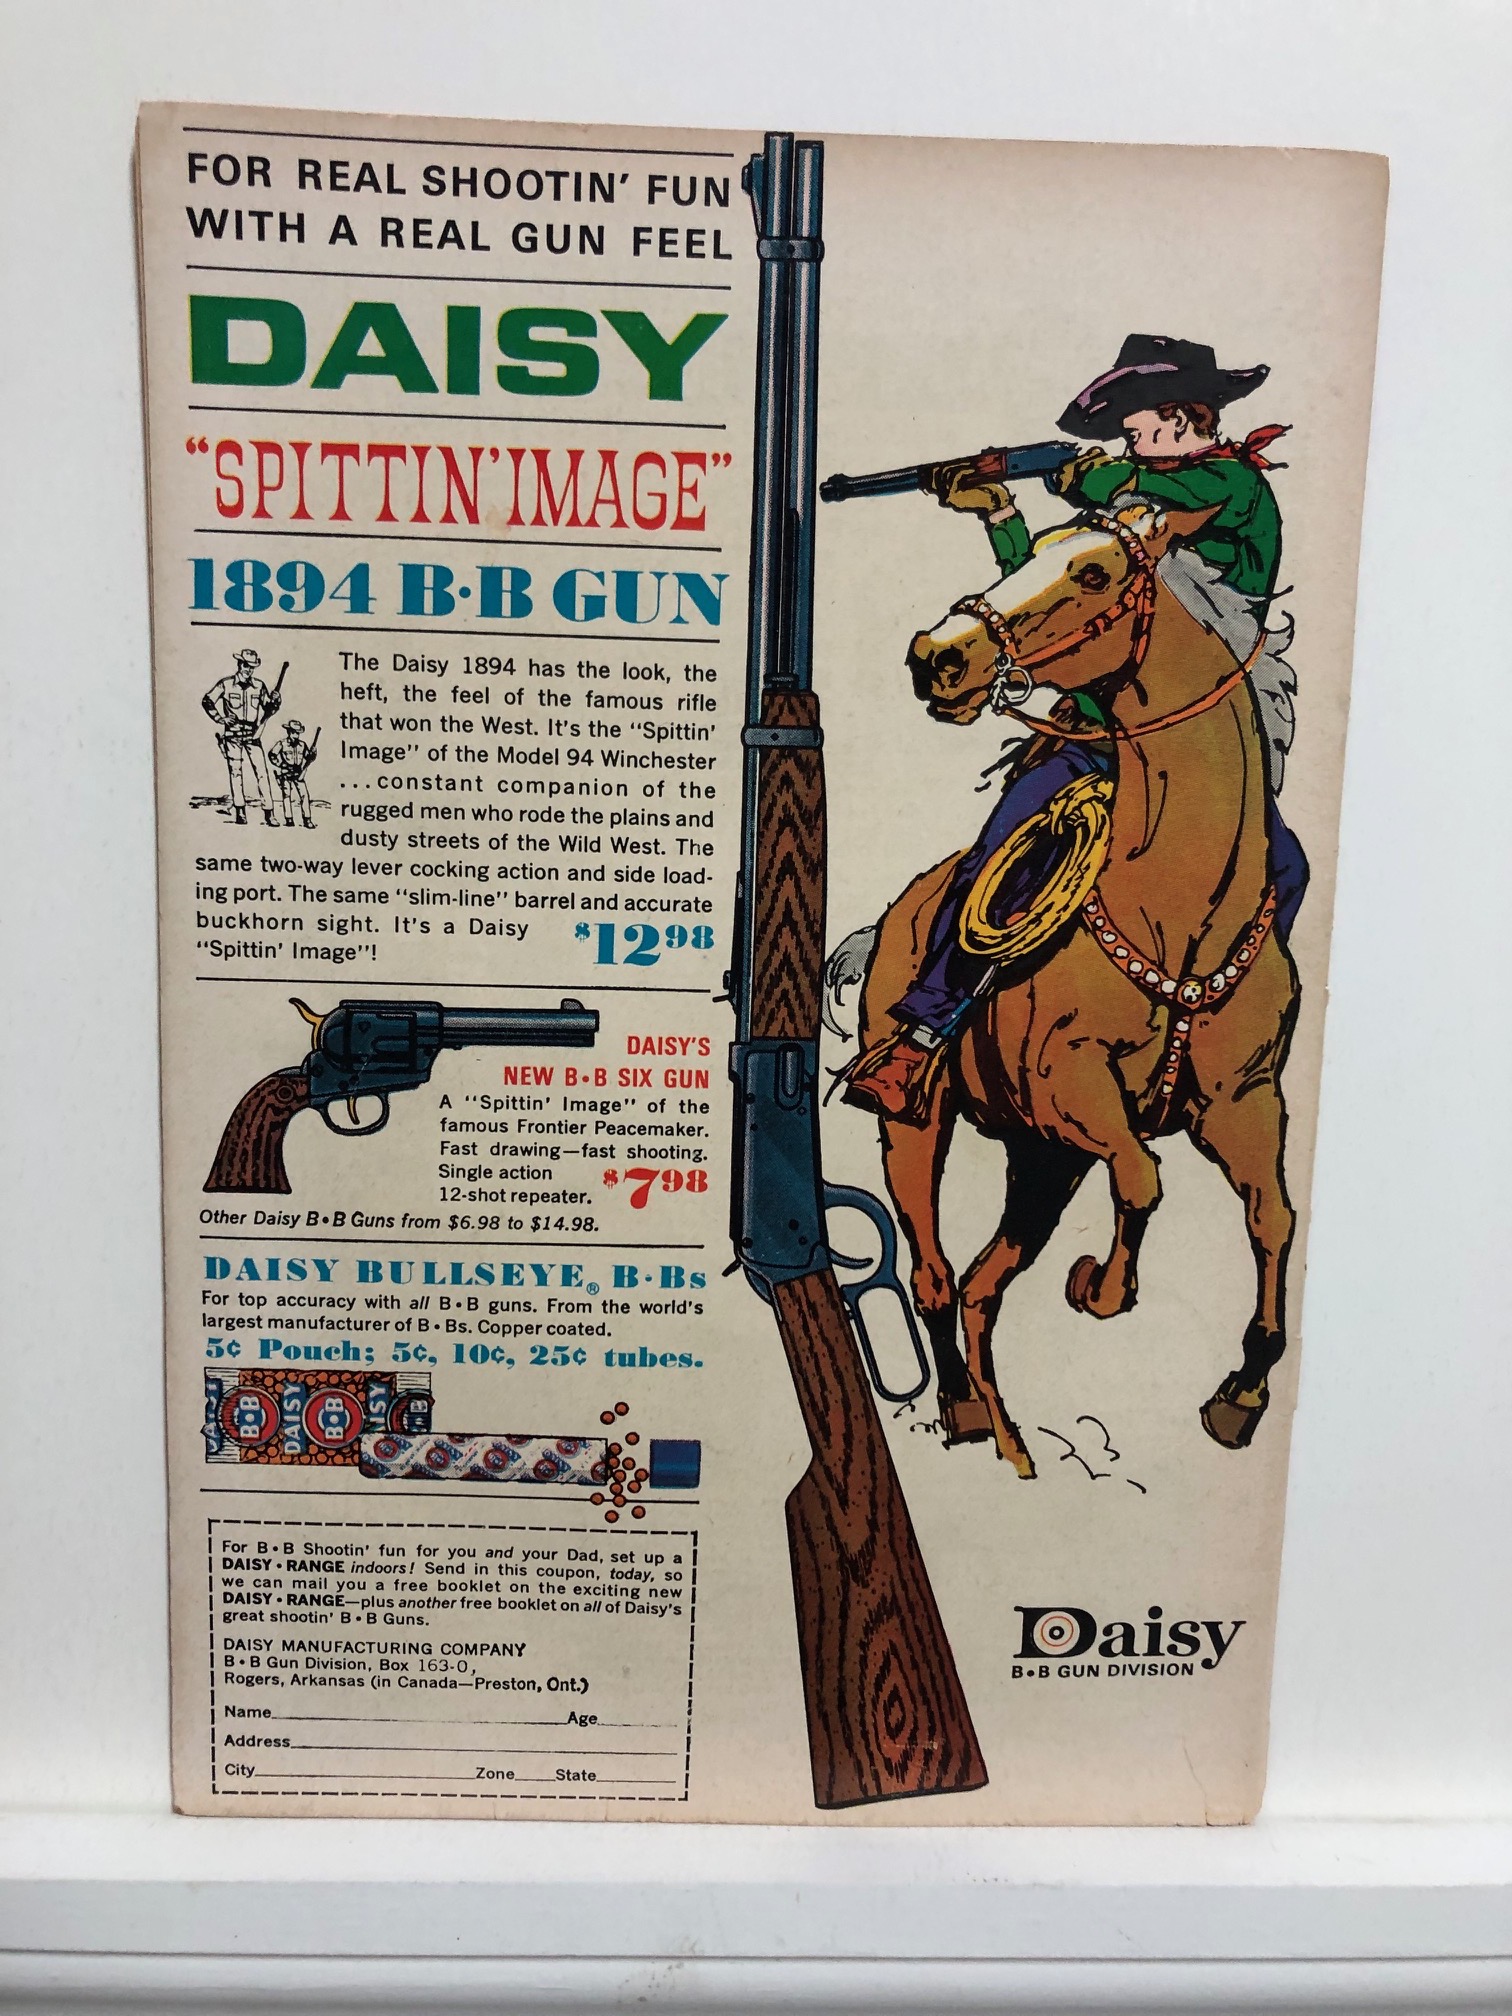 FOR REAL SHOOTIN' FUN
WITH A REAL GUN FEEL
DAISY
"SPITTIN' IMAGE"
1894 B·B GUN
The Daisy 1894 has the look, the
heft, the feel of the famous rifle
that won the West. It's the "Spittin'
Image" of the Model 94 Winchester
...constant companion of the
rugged men who rode the plains and
dusty streets of the Wild West. The
same two-way lever cocking action and side load-
ing port. The same "slim-line" barrel and accurate
buckhorn sight. It's a Daisy
"Spittin' Image"!
$12.98
DAISY'S
NEW B•B SIX GUN
A "Spittin' Image" of the
famous Frontier Peacemaker.
Fast drawing—fast shooting.
Single action
12-shot repeater.
$7.98
Other Daisy B•B Guns from $6.98 to $14.98.
DAISY BULLSEYE® B·Bs
For top accuracy with all B•B guns. From the world's
largest manufacturer of B•Bs. Copper coated.
5¢ Pouch; 5¢, 10¢, 25¢ tubes.
B·B DAISY B·B
For B•B Shootin' fun for you and your Dad, set up a
DAISY•RANGE indoors! Send in this coupon, today, so
we can mail you a free booklet on the exciting new
DAISY•RANGE—plus another free booklet on all of Daisy's
great shootin' B•B Guns.
DAISY MANUFACTURING COMPANY
B•B Gun Division, Box 163-0,
Rogers, Arkansas (in Canada—Preston, Ont.)
Name Age
Address
City Zone State
Daisy
B•B GUN DIVISION